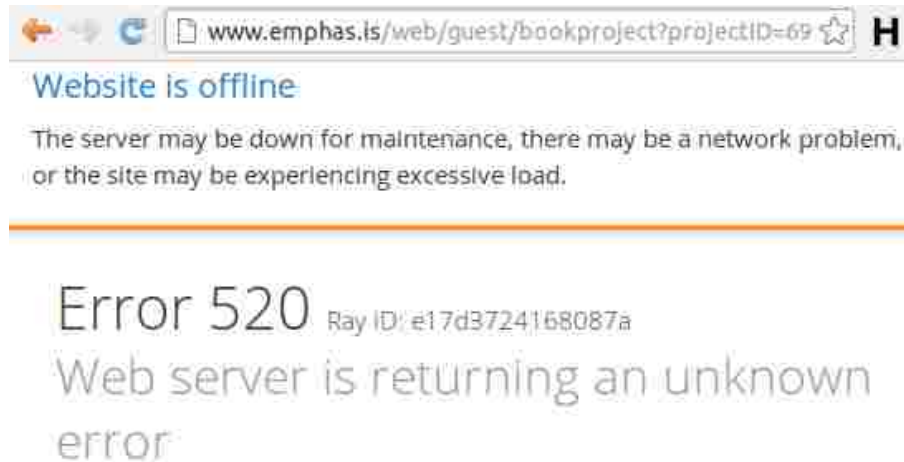 www.emphas.is/web/guest/bookproject?projectID=69 H
Website is offline
The server may be down for maintenance, there may be a network problem,
or the site may be experiencing excessive load.
Error 520 Ray ID: e17d3724168087a
Web server is returning an unknown
error